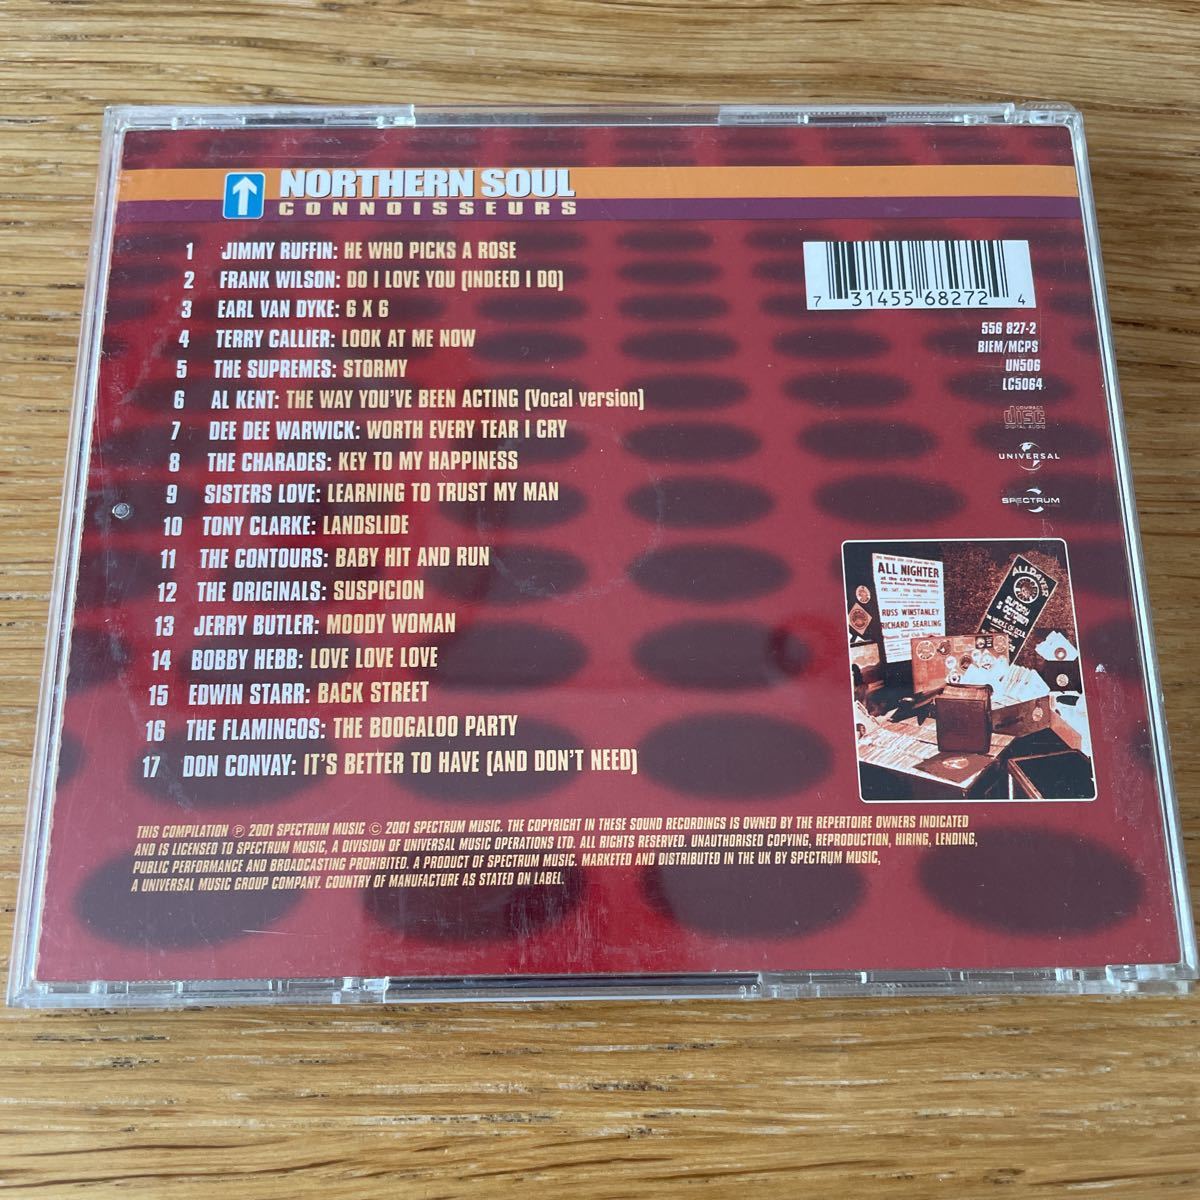 NORTHERN SOUL
CONNOISSEURS
1 JIMMY RUFFIN: HE WHO PICKS A ROSE
2 FRANK WILSON: DO I LOVE YOU (INDEED I DO)
3 EARL VAN DYKE: 6 X 6
4 TERRY CALLIER: LOOK AT ME NOW
5 THE SUPREMES: STORMY
6 AL KENT: THE WAY YOU'VE BEEN ACTING (Vocal version)
7 DEE DEE WARWICK: WORTH EVERY TEAR I CRY
8 THE CHARADES: KEY TO MY HAPPINESS
9 SISTERS LOVE: LEARNING TO TRUST MY MAN
10 TONY CLARKE: LANDSLIDE
11 THE CONTOURS: BABY HIT AND RUN
12 THE ORIGINALS: SUSPICION
13 JERRY BUTLER: MOODY WOMAN
14 BOBBY HEBB: LOVE LOVE LOVE
15 EDWIN STARR: BACK STREET
16 THE FLAMINGOS: THE BOOGALOO PARTY
17 DON CONVAY: IT'S BETTER TO HAVE (AND DON'T NEED)
7 31455 68272 4
556 827-2
BIEM/MCPS
UN506
LC5064
COMPACT
disc
DIGITAL AUDIO
UNIVERSAL
SPECTRUM
ALL NIGHTER
RUSS WINSTANLEY
RICHARD SEARLING
ALLDAYER
SUNDAY
THIS COMPILATION ℗ 2001 SPECTRUM MUSIC © 2001 SPECTRUM MUSIC. THE COPYRIGHT IN THESE SOUND RECORDINGS IS OWNED BY THE REPERTOIRE OWNERS INDICATED
AND IS LICENSED TO SPECTRUM MUSIC, A DIVISION OF UNIVERSAL MUSIC OPERATIONS LTD. ALL RIGHTS RESERVED. UNAUTHORISED COPYING, REPRODUCTION, HIRING, LENDING,
PUBLIC PERFORMANCE AND BROADCASTING PROHIBITED. A PRODUCT OF SPECTRUM MUSIC. MARKETED AND DISTRIBUTED IN THE UK BY SPECTRUM MUSIC,
A UNIVERSAL MUSIC GROUP COMPANY. COUNTRY OF MANUFACTURE AS STATED ON LABEL.